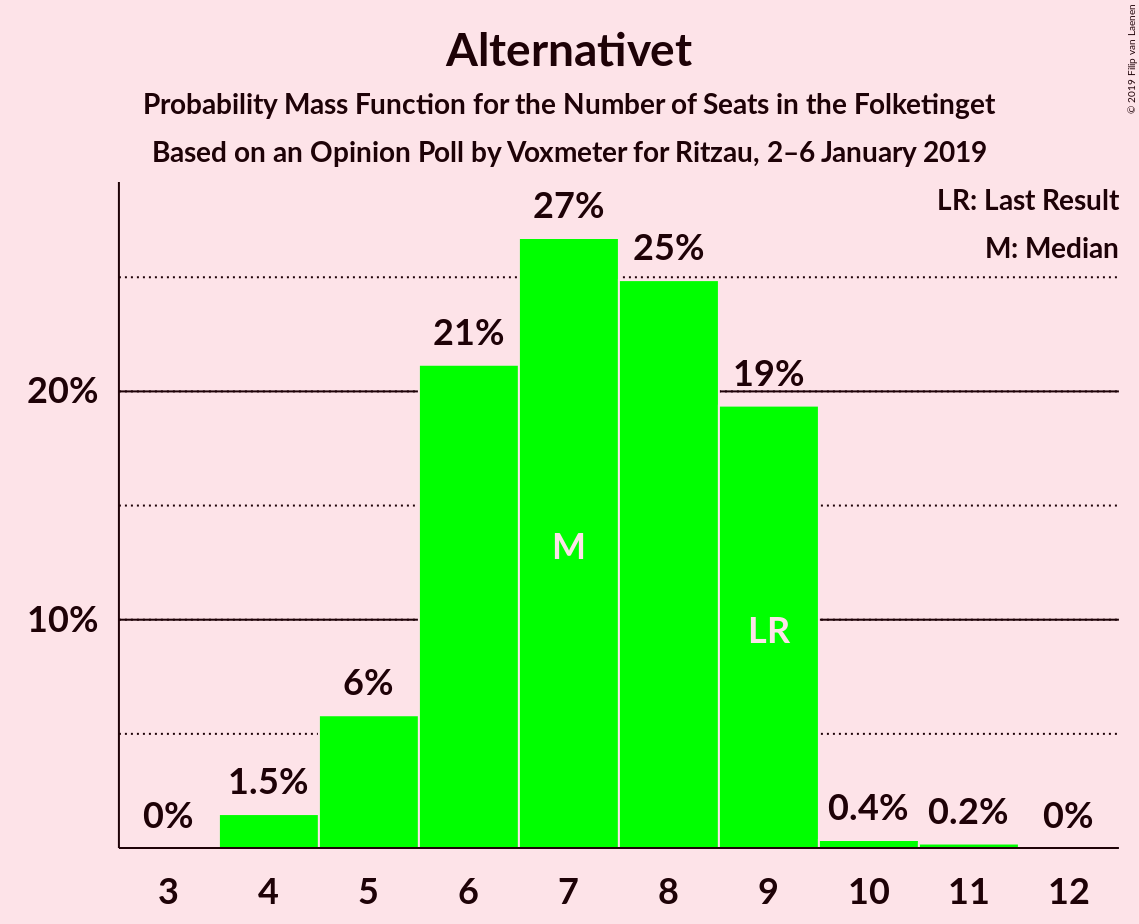 Alternativet
Probability Mass Function for the Number of Seats in the Folketinget
Based on an Opinion Poll by Voxmeter for Ritzau, 2–6 January 2019
© 2019 Filip van Laenen
LR: Last Result
M: Median
27%
25%
21%
19%
6%
1.5%
0%
0.4%
0.2%
0%
M
LR
20%
10%
3 4 5 6 7 8 9 10 11 12